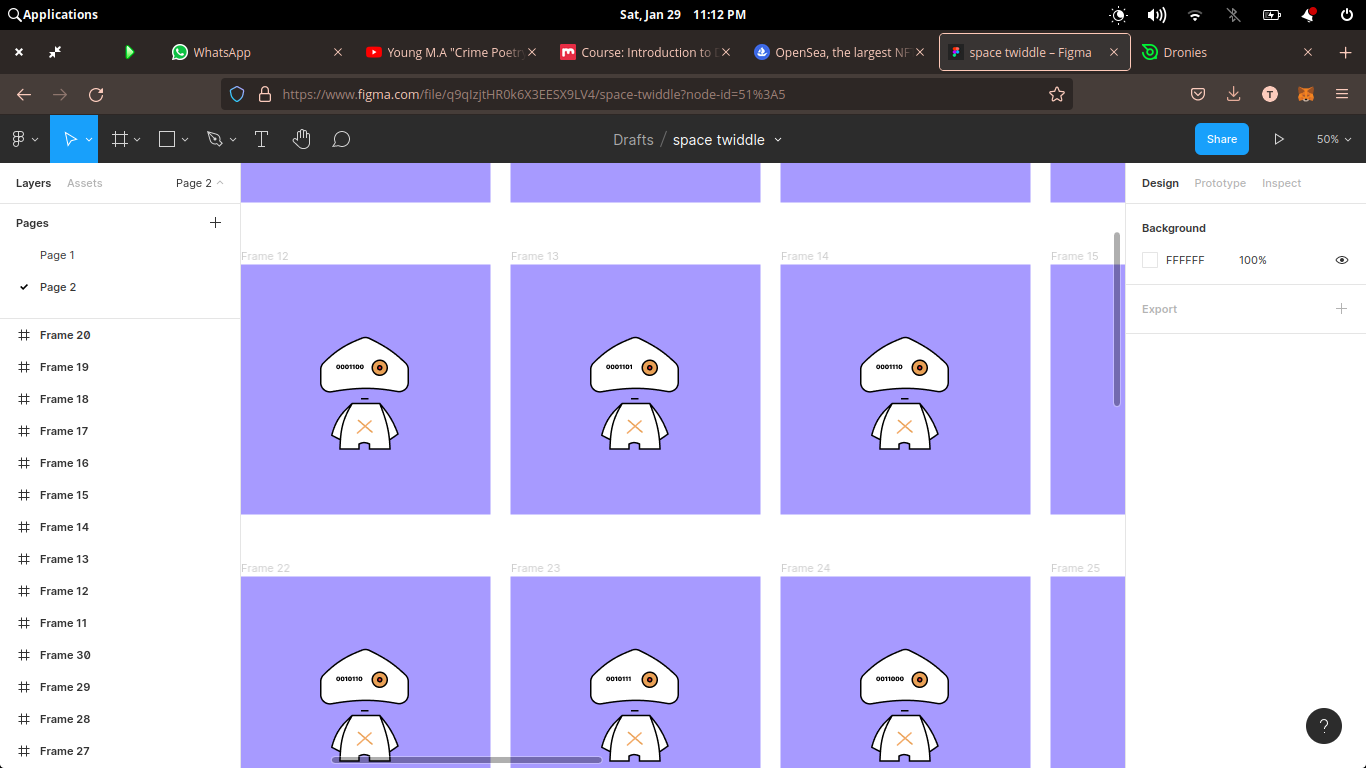 Applications
Sat, Jan 29 11:12 PM
WhatsApp
Young M.A "Crime Poetry
Course: Introduction to
OpenSea, the largest NF
space twiddle – Figma
Dronies
https://www.figma.com/file/q9qIzjtHR0k6X3EESX9LV4/space-twiddle?node-id=51%3A5
T
Drafts / space twiddle
Share
50%
Layers
Assets
Page 2
Design
Prototype
Inspect
Pages
Page 1
Page 2
Background
FFFFFF
100%
Export
Frame 20
Frame 19
Frame 18
Frame 17
Frame 16
Frame 15
Frame 14
Frame 13
Frame 12
Frame 11
Frame 30
Frame 29
Frame 28
Frame 27
Frame 12
Frame 13
Frame 14
Frame 15
0001100
0001101
0001110
Frame 22
Frame 23
Frame 24
Frame 25
0010110
0010111
0011000
?